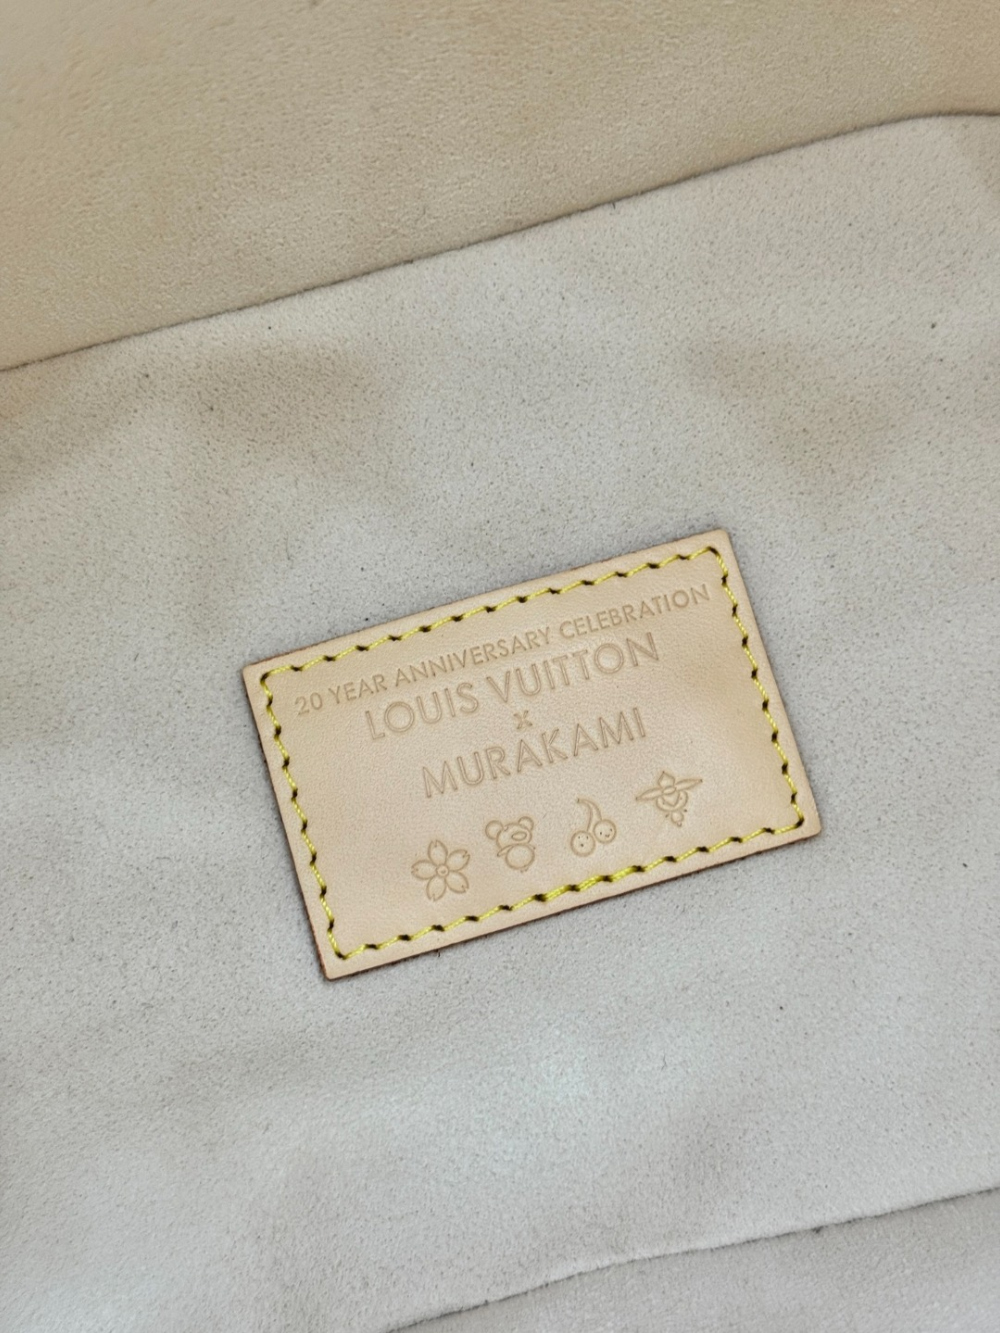 20 YEAR ANNIVERSARY CELEBRATION
LOUIS VUITTON
x
MURAKAMI